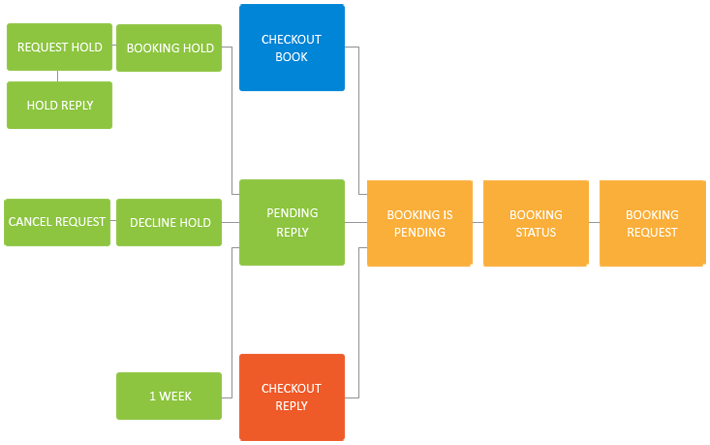 REQUEST HOLD
BOOKING HOLD
CHECKOUT
BOOK
HOLD REPLY
CANCEL REQUEST
DECLINE HOLD
PENDING
REPLY
BOOKING IS
PENDING
BOOKING
STATUS
BOOKING
REQUEST
1 WEEK
CHECKOUT
REPLY